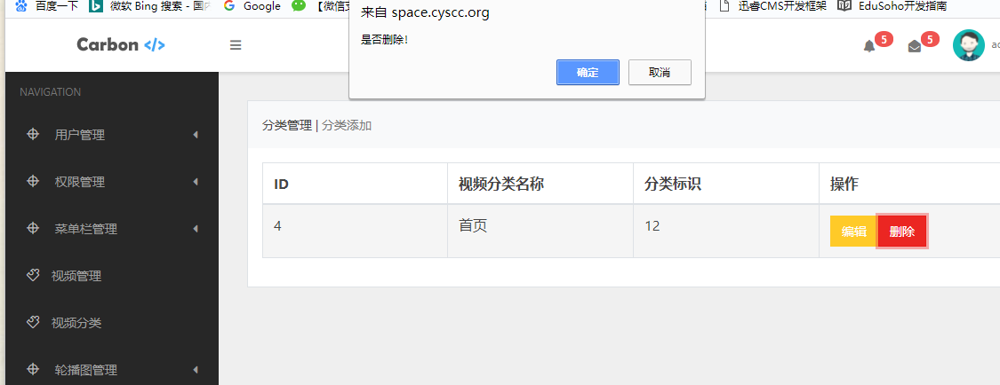 百度一下 微软 Bing 搜索 - 国内 Google 【微信支 迅睿CMS开发框架 EduSoho开发指南
来自 space.cyscc.org
是否删除！
确定 取消
Carbon </> 5 5
NAVIGATION
用户管理
权限管理
菜单栏管理
视频管理
视频分类
轮播图管理
分类管理 | 分类添加
ID 视频分类名称 分类标识 操作
4 首页 12 编辑 删除